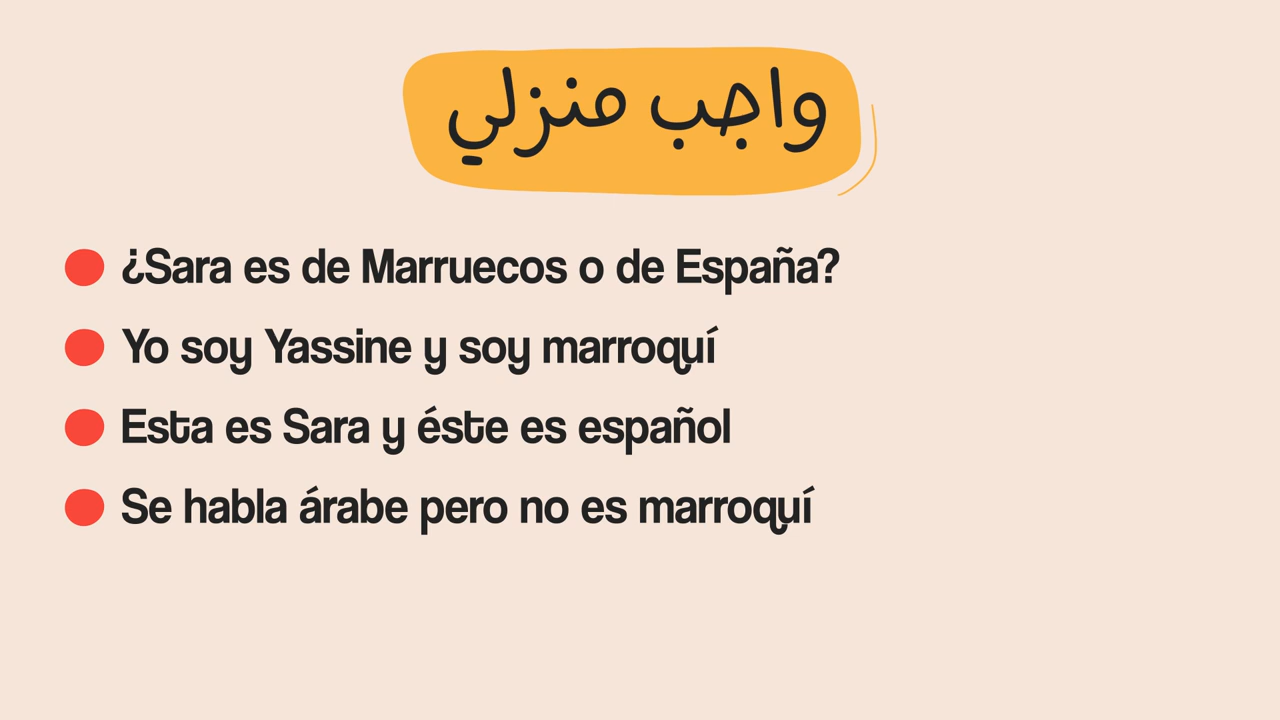 واجب منزلي
¿Sara es de Marruecos o de España?
Yo soy Yassine y soy marroquí
Esta es Sara y éste es español
Se habla árabe pero no es marroquí